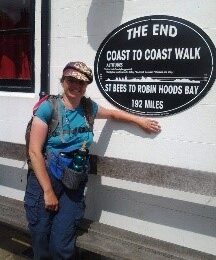 THE END
COAST TO COAST WALK
ST BEES TO ROBIN HOODS BAY
192 MILES